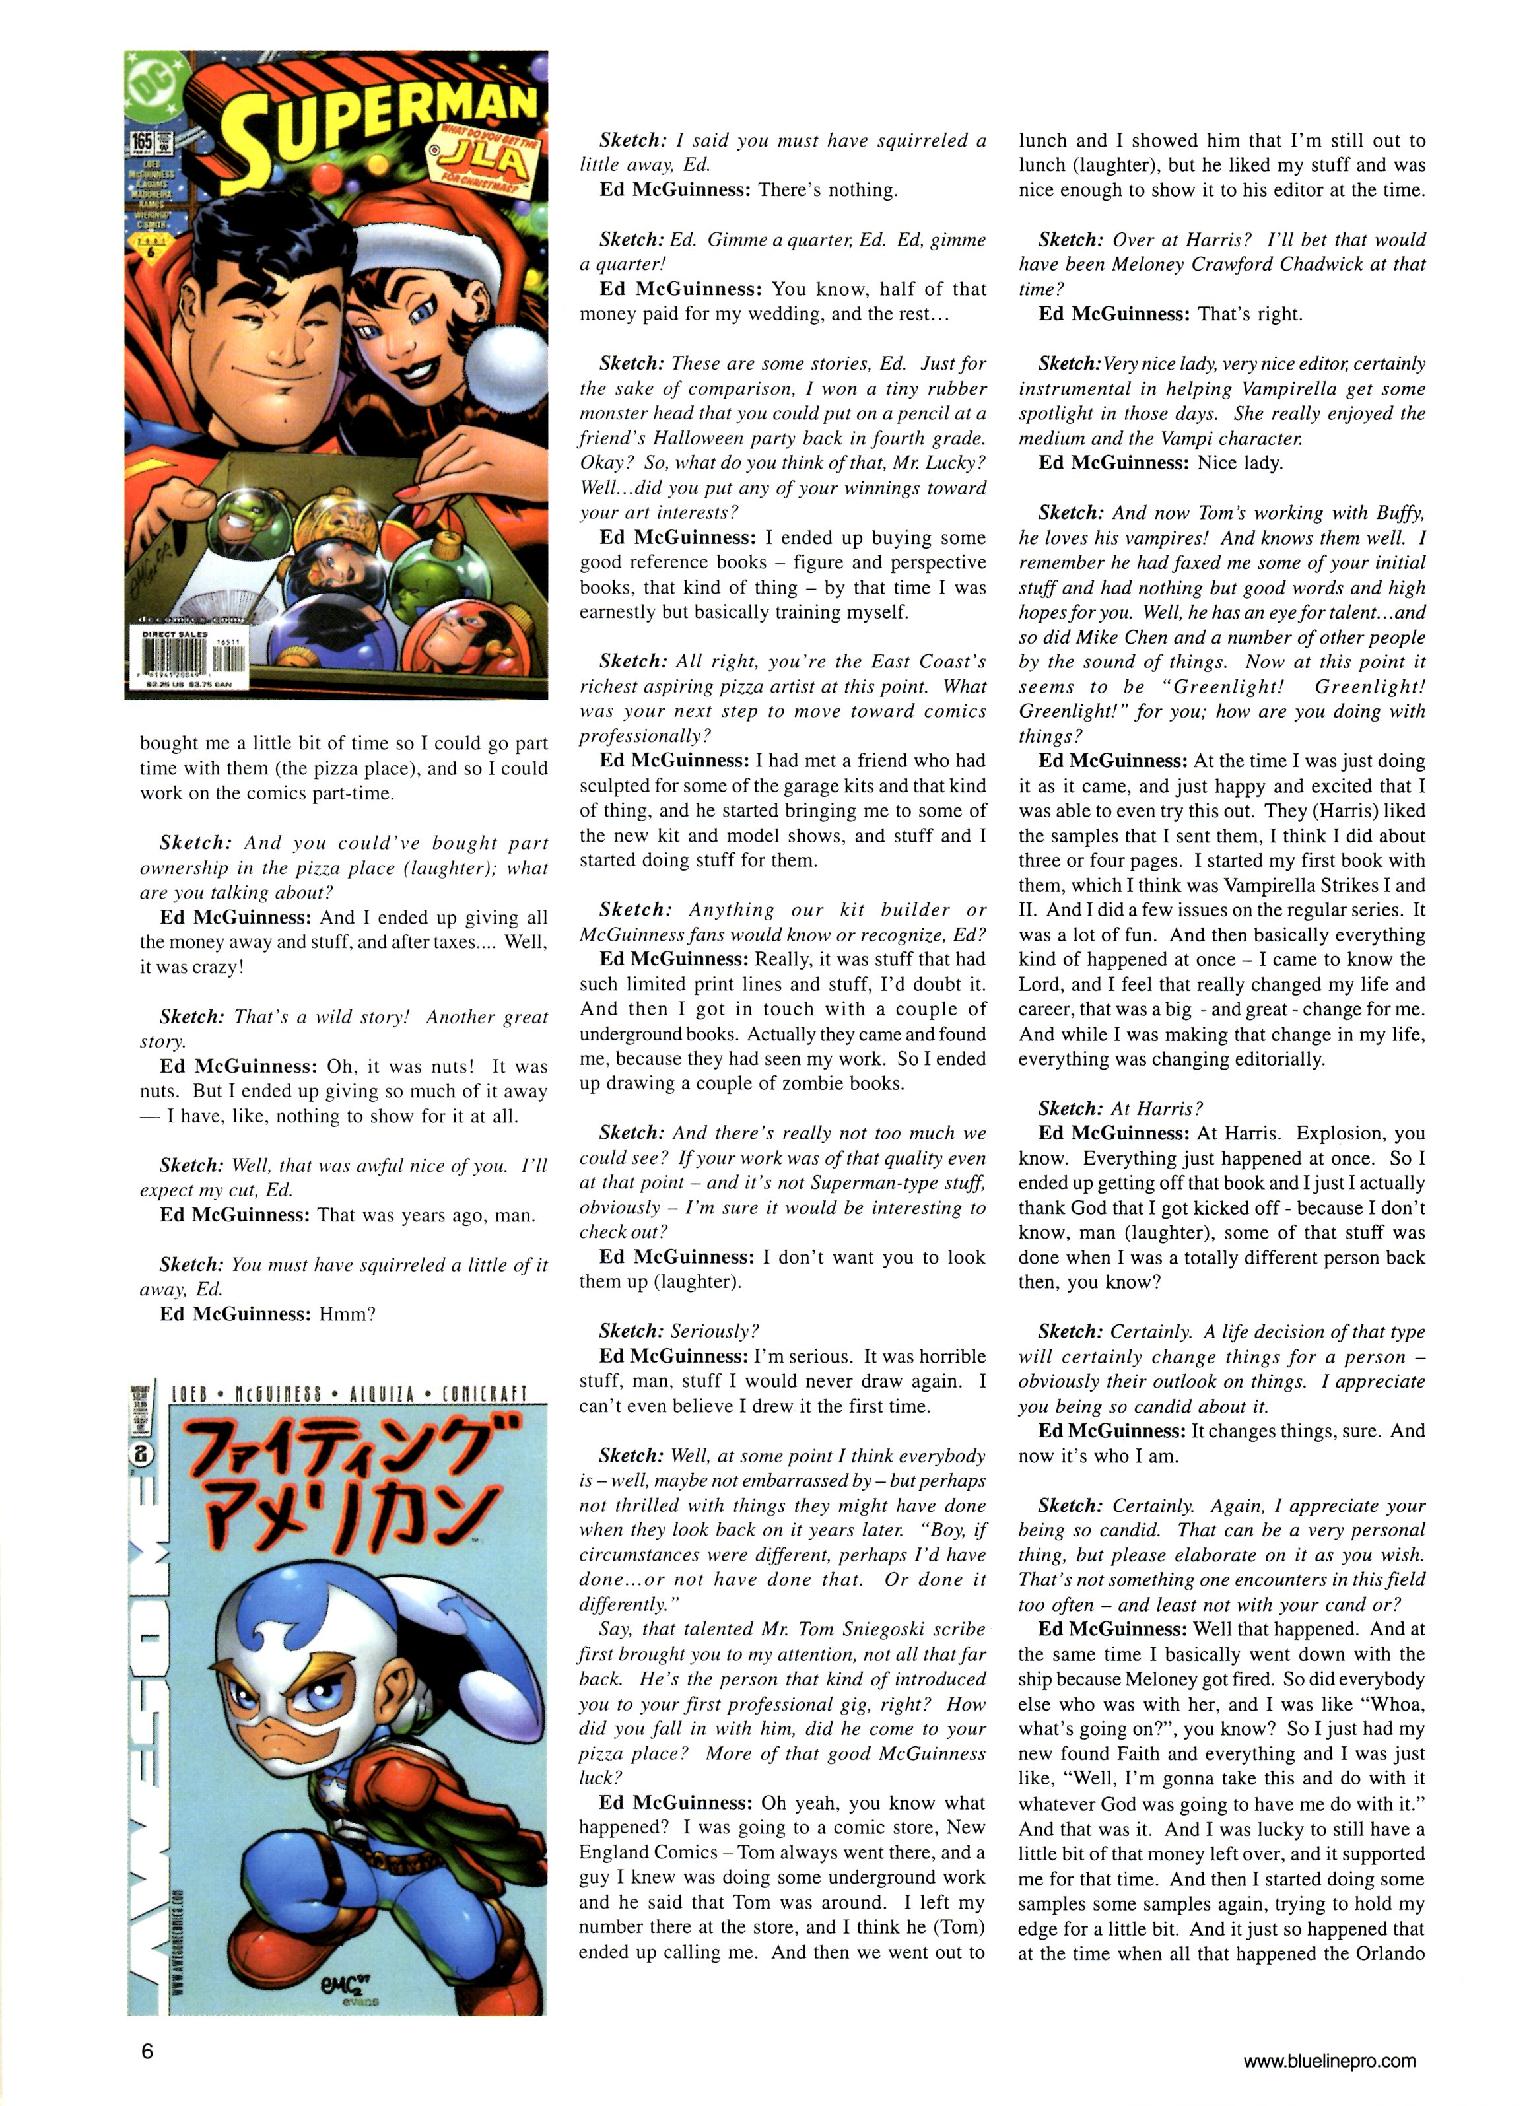 DC
SUPERMAN
165
LOEB
McGUINNESS
2001
6
WHAT DO YOU GET THE
JLA
FOR CHRISTMAS?
DIRECT SALES
16511
$2.25 US $3.75 CAN
bought me a little bit of time so I could go part
time with them (the pizza place), and so I could
work on the comics part-time.
Sketch: And you could've bought part
ownership in the pizza place (laughter); what
are you talking about?
Ed McGuinness: And I ended up giving all
the money away and stuff, and after taxes.... Well,
it was crazy!
Sketch: That's a wild story! Another great
story.
Ed McGuinness: Oh, it was nuts! It was
nuts. But I ended up giving so much of it away
— I have, like, nothing to show for it at all.
Sketch: Well, that was awful nice of you. I'll
expect my cut, Ed.
Ed McGuinness: That was years ago, man.
Sketch: You must have squirreled a little of it
away, Ed.
Ed McGuinness: Hmm?
LOEB • McGUINESS • ALQUIZA • COMICRAFT
2
ファイティング
アメリカン
AWESOME
WWW.AWESOMECOMICS.COM
EMC2 97
evans
Sketch: I said you must have squirreled a
little away, Ed.
Ed McGuinness: There's nothing.
Sketch: Ed. Gimme a quarter, Ed. Ed, gimme
a quarter!
Ed McGuinness: You know, half of that
money paid for my wedding, and the rest...
Sketch: These are some stories, Ed. Just for
the sake of comparison, I won a tiny rubber
monster head that you could put on a pencil at a
friend's Halloween party back in fourth grade.
Okay? So, what do you think of that, Mr. Lucky?
Well...did you put any of your winnings toward
your art interests?
Ed McGuinness: I ended up buying some
good reference books – figure and perspective
books, that kind of thing – by that time I was
earnestly but basically training myself.
Sketch: All right, you're the East Coast's
richest aspiring pizza artist at this point. What
was your next step to move toward comics
professionally?
Ed McGuinness: I had met a friend who had
sculpted for some of the garage kits and that kind
of thing, and he started bringing me to some of
the new kit and model shows, and stuff and I
started doing stuff for them.
Sketch: Anything our kit builder or
McGuinness fans would know or recognize, Ed?
Ed McGuinness: Really, it was stuff that had
such limited print lines and stuff, I'd doubt it.
And then I got in touch with a couple of
underground books. Actually they came and found
me, because they had seen my work. So I ended
up drawing a couple of zombie books.
Sketch: And there's really not too much we
could see? If your work was of that quality even
at that point – and it's not Superman-type stuff,
obviously – I'm sure it would be interesting to
check out?
Ed McGuinness: I don't want you to look
them up (laughter).
Sketch: Seriously?
Ed McGuinness: I'm serious. It was horrible
stuff, man, stuff I would never draw again. I
can't even believe I drew it the first time.
Sketch: Well, at some point I think everybody
is – well, maybe not embarrassed by – but perhaps
not thrilled with things they might have done
when they look back on it years later. "Boy, if
circumstances were different, perhaps I'd have
done...or not have done that. Or done it
differently."
Say, that talented Mr. Tom Sniegoski scribe
first brought you to my attention, not all that far
back. He's the person that kind of introduced
you to your first professional gig, right? How
did you fall in with him, did he come to your
pizza place? More of that good McGuinness
luck?
Ed McGuinness: Oh yeah, you know what
happened? I was going to a comic store, New
England Comics – Tom always went there, and a
guy I knew was doing some underground work
and he said that Tom was around. I left my
number there at the store, and I think he (Tom)
ended up calling me. And then we went out to
lunch and I showed him that I'm still out to
lunch (laughter), but he liked my stuff and was
nice enough to show it to his editor at the time.
Sketch: Over at Harris? I'll bet that would
have been Meloney Crawford Chadwick at that
time?
Ed McGuinness: That's right.
Sketch: Very nice lady, very nice editor, certainly
instrumental in helping Vampirella get some
spotlight in those days. She really enjoyed the
medium and the Vampi character.
Ed McGuinness: Nice lady.
Sketch: And now Tom's working with Buffy,
he loves his vampires! And knows them well. I
remember he had faxed me some of your initial
stuff and had nothing but good words and high
hopes for you. Well, he has an eye for talent...and
so did Mike Chen and a number of other people
by the sound of things. Now at this point it
seems to be "Greenlight! Greenlight!
Greenlight!" for you; how are you doing with
things?
Ed McGuinness: At the time I was just doing
it as it came, and just happy and excited that I
was able to even try this out. They (Harris) liked
the samples that I sent them, I think I did about
three or four pages. I started my first book with
them, which I think was Vampirella Strikes I and
II. And I did a few issues on the regular series. It
was a lot of fun. And then basically everything
kind of happened at once – I came to know the
Lord, and I feel that really changed my life and
career, that was a big - and great - change for me.
And while I was making that change in my life,
everything was changing editorially.
Sketch: At Harris?
Ed McGuinness: At Harris. Explosion, you
know. Everything just happened at once. So I
ended up getting off that book and I just I actually
thank God that I got kicked off - because I don't
know, man (laughter), some of that stuff was
done when I was a totally different person back
then, you know?
Sketch: Certainly. A life decision of that type
will certainly change things for a person –
obviously their outlook on things. I appreciate
you being so candid about it.
Ed McGuinness: It changes things, sure. And
now it's who I am.
Sketch: Certainly. Again, I appreciate your
being so candid. That can be a very personal
thing, but please elaborate on it as you wish.
That's not something one encounters in this field
too often – and least not with your cand or?
Ed McGuinness: Well that happened. And at
the same time I basically went down with the
ship because Meloney got fired. So did everybody
else who was with her, and I was like "Whoa,
what's going on?", you know? So I just had my
new found Faith and everything and I was just
like, "Well, I'm gonna take this and do with it
whatever God was going to have me do with it."
And that was it. And I was lucky to still have a
little bit of that money left over, and it supported
me for that time. And then I started doing some
samples some samples again, trying to hold my
edge for a little bit. And it just so happened that
at the time when all that happened the Orlando
6
www.bluelinepro.com